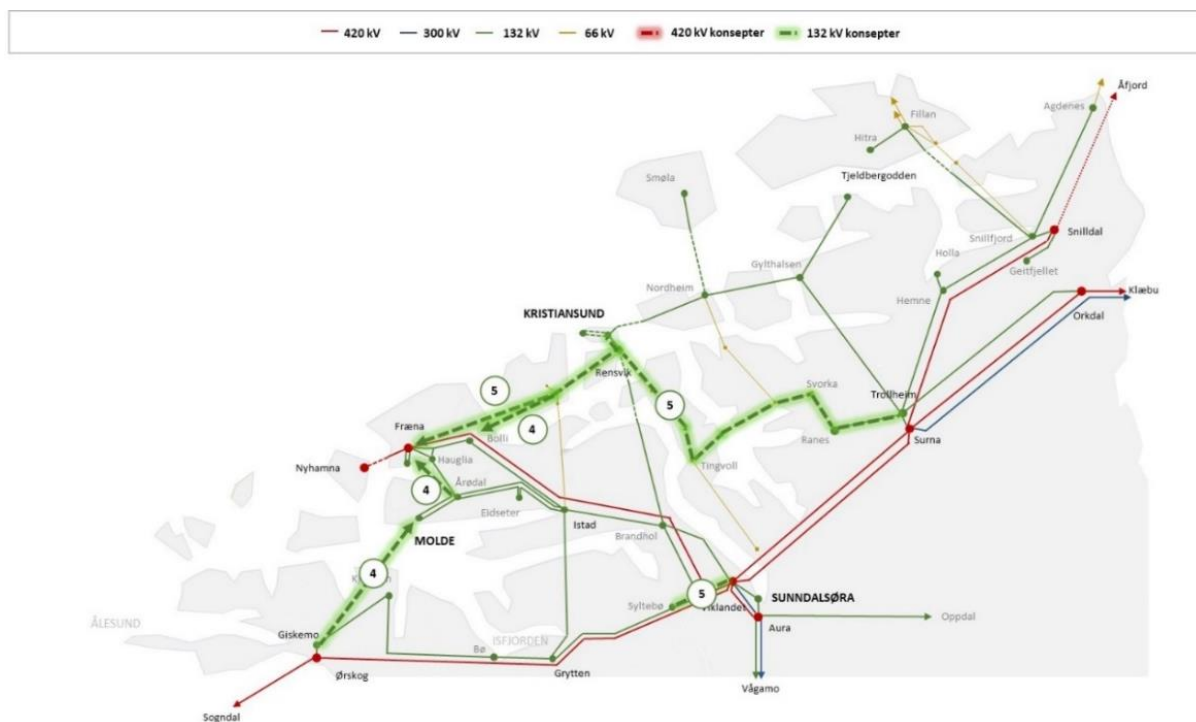 420 kV 300 kV 132 kV 66 kV 420 kV konsepter 132 kV konsepter
Åfjord
Agdenes
Fillan
Hitra
Tjeldbergodden
Smøla
Snillfjord
Snilldal
Holla
Geitfjellet
Gylthalsen
Nordheim
Hemne
Klæbu
Orkdal
KRISTIANSUND
Rensvik
Svorka
Trollheim
5
5
4
Fræna
Bolli
Ranes
Surna
Hauglia
Nyhamna
Tingvoll
Årødal
4
Eidseter
Istad
MOLDE
Brandhol
4
5
SUNNDALSØRA
Syltebø
Viklandet
ÅLESUND
Giskemo
ISFJORDEN
Aura
Oppdal
Bø
Ørskog
Grytten
Vågamo
Sogndal